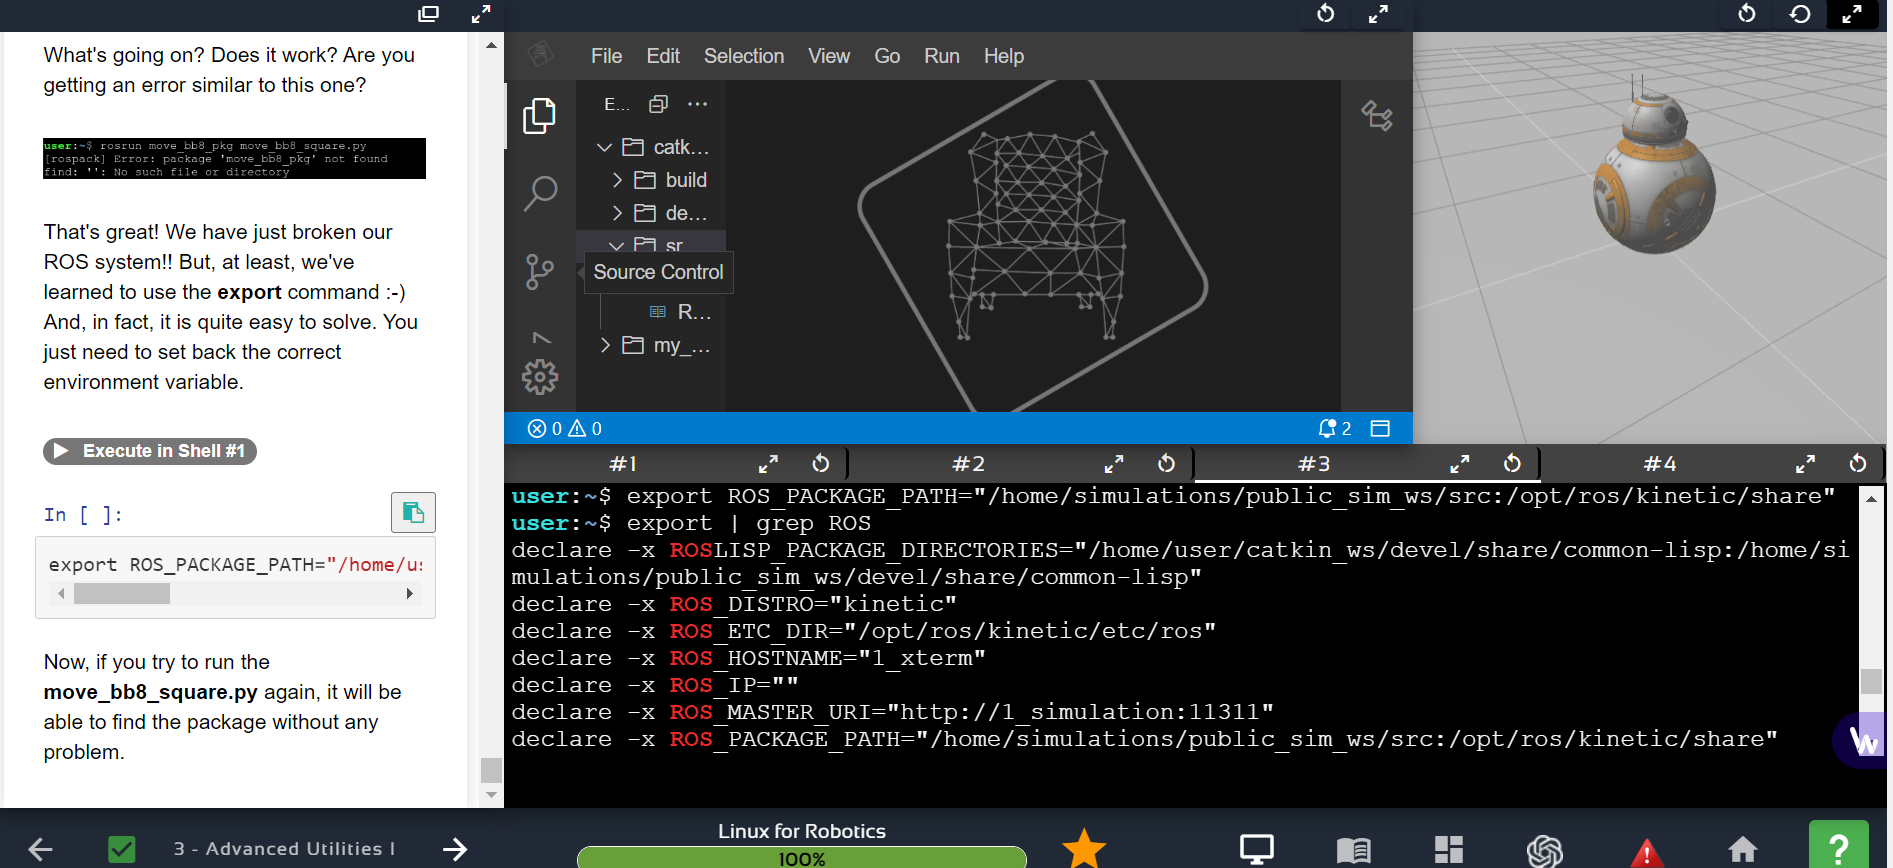 What's going on? Does it work? Are you
getting an error similar to this one?
user:~$ rosrun move_bb8_pkg move_bb8_square.py
[rospack] Error: package 'move_bb8_pkg' not found
find: '': No such file or directory
That's great! We have just broken our
ROS system!! But, at least, we've
learned to use the export command :-)
And, in fact, it is quite easy to solve. You
just need to set back the correct
environment variable.
Execute in Shell #1
In [ ]:
export ROS_PACKAGE_PATH="/home/us
Now, if you try to run the
move_bb8_square.py again, it will be
able to find the package without any
problem.
File Edit Selection View Go Run Help
E...
catk...
build
de...
sr
Source Control
R...
my_...
0 0
2
#1 #2 #3 #4
user:~$ export ROS_PACKAGE_PATH="/home/simulations/public_sim_ws/src:/opt/ros/kinetic/share"
user:~$ export | grep ROS
declare -x ROSLISP_PACKAGE_DIRECTORIES="/home/user/catkin_ws/devel/share/common-lisp:/home/si
mulations/public_sim_ws/devel/share/common-lisp"
declare -x ROS_DISTRO="kinetic"
declare -x ROS_ETC_DIR="/opt/ros/kinetic/etc/ros"
declare -x ROS_HOSTNAME="1_xterm"
declare -x ROS_IP=""
declare -x ROS_MASTER_URI="http://1_simulation:11311"
declare -x ROS_PACKAGE_PATH="/home/simulations/public_sim_ws/src:/opt/ros/kinetic/share"
3 - Advanced Utilities I
Linux for Robotics
100%
?